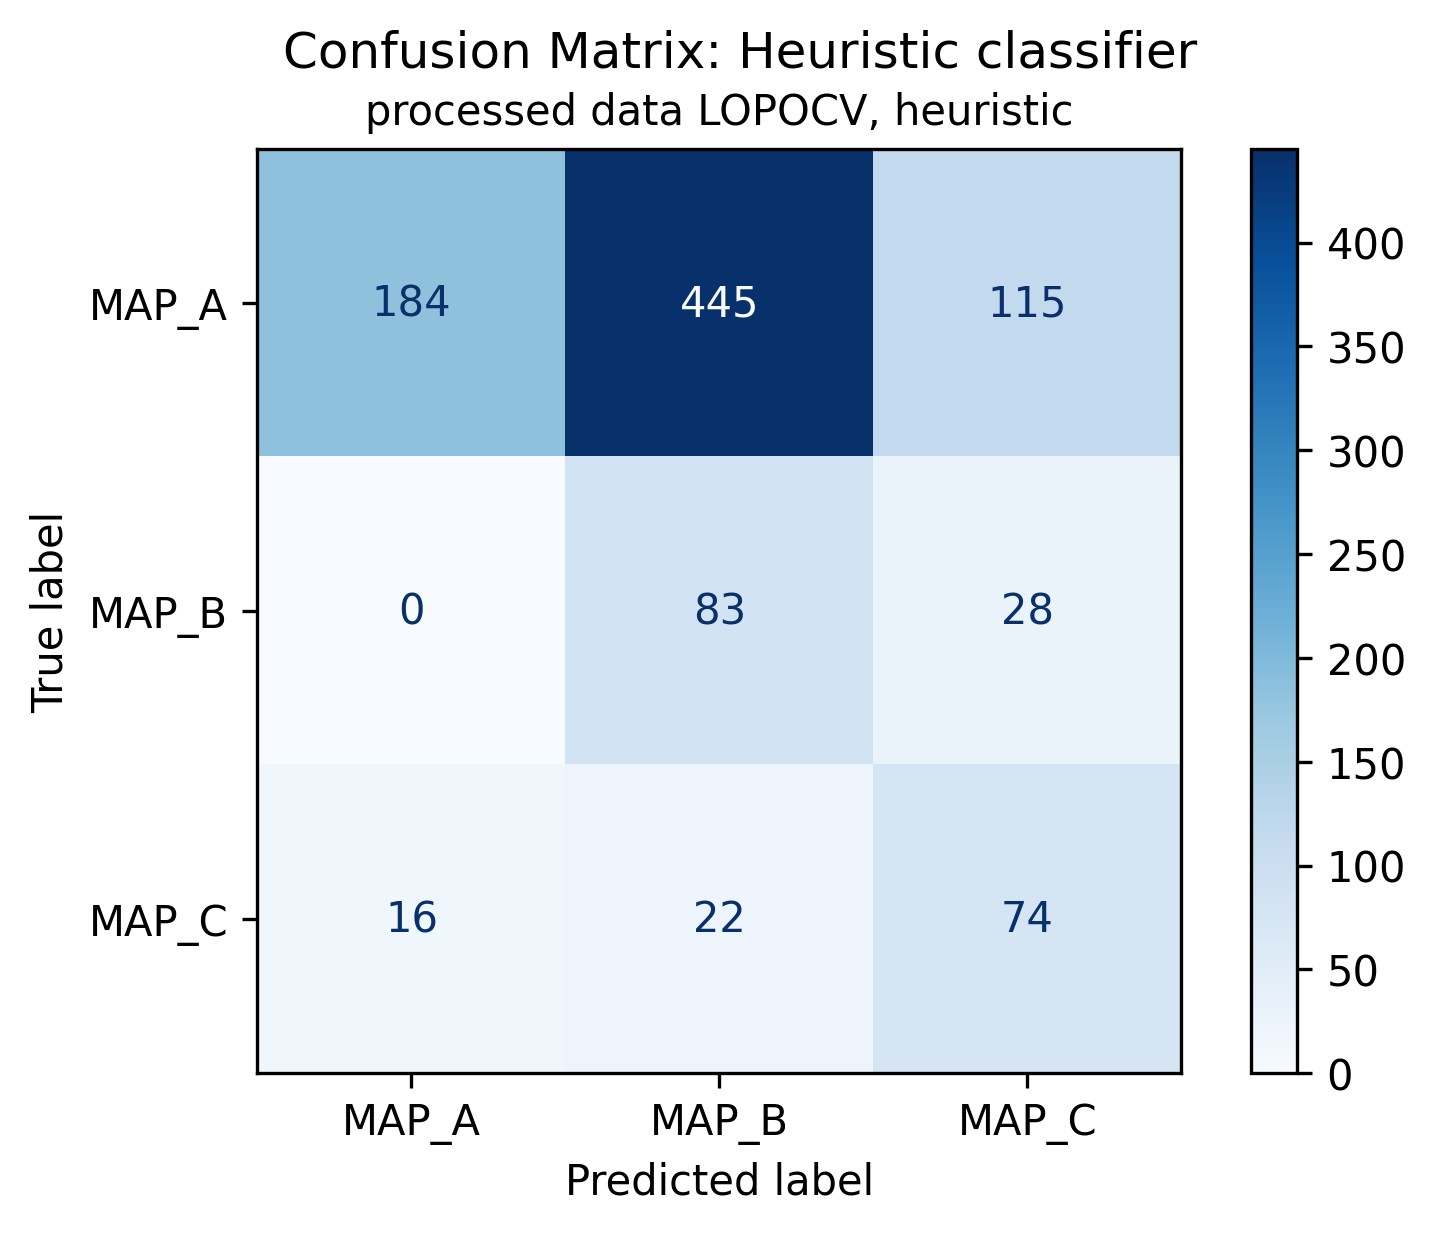 Confusion Matrix: Heuristic classifier
processed data LOPOCV, heuristic
True label
MAP_A
184
445
115
MAP_B
0
83
28
MAP_C
16
22
74
MAP_A
MAP_B
MAP_C
Predicted label
400
350
300
250
200
150
100
50
0